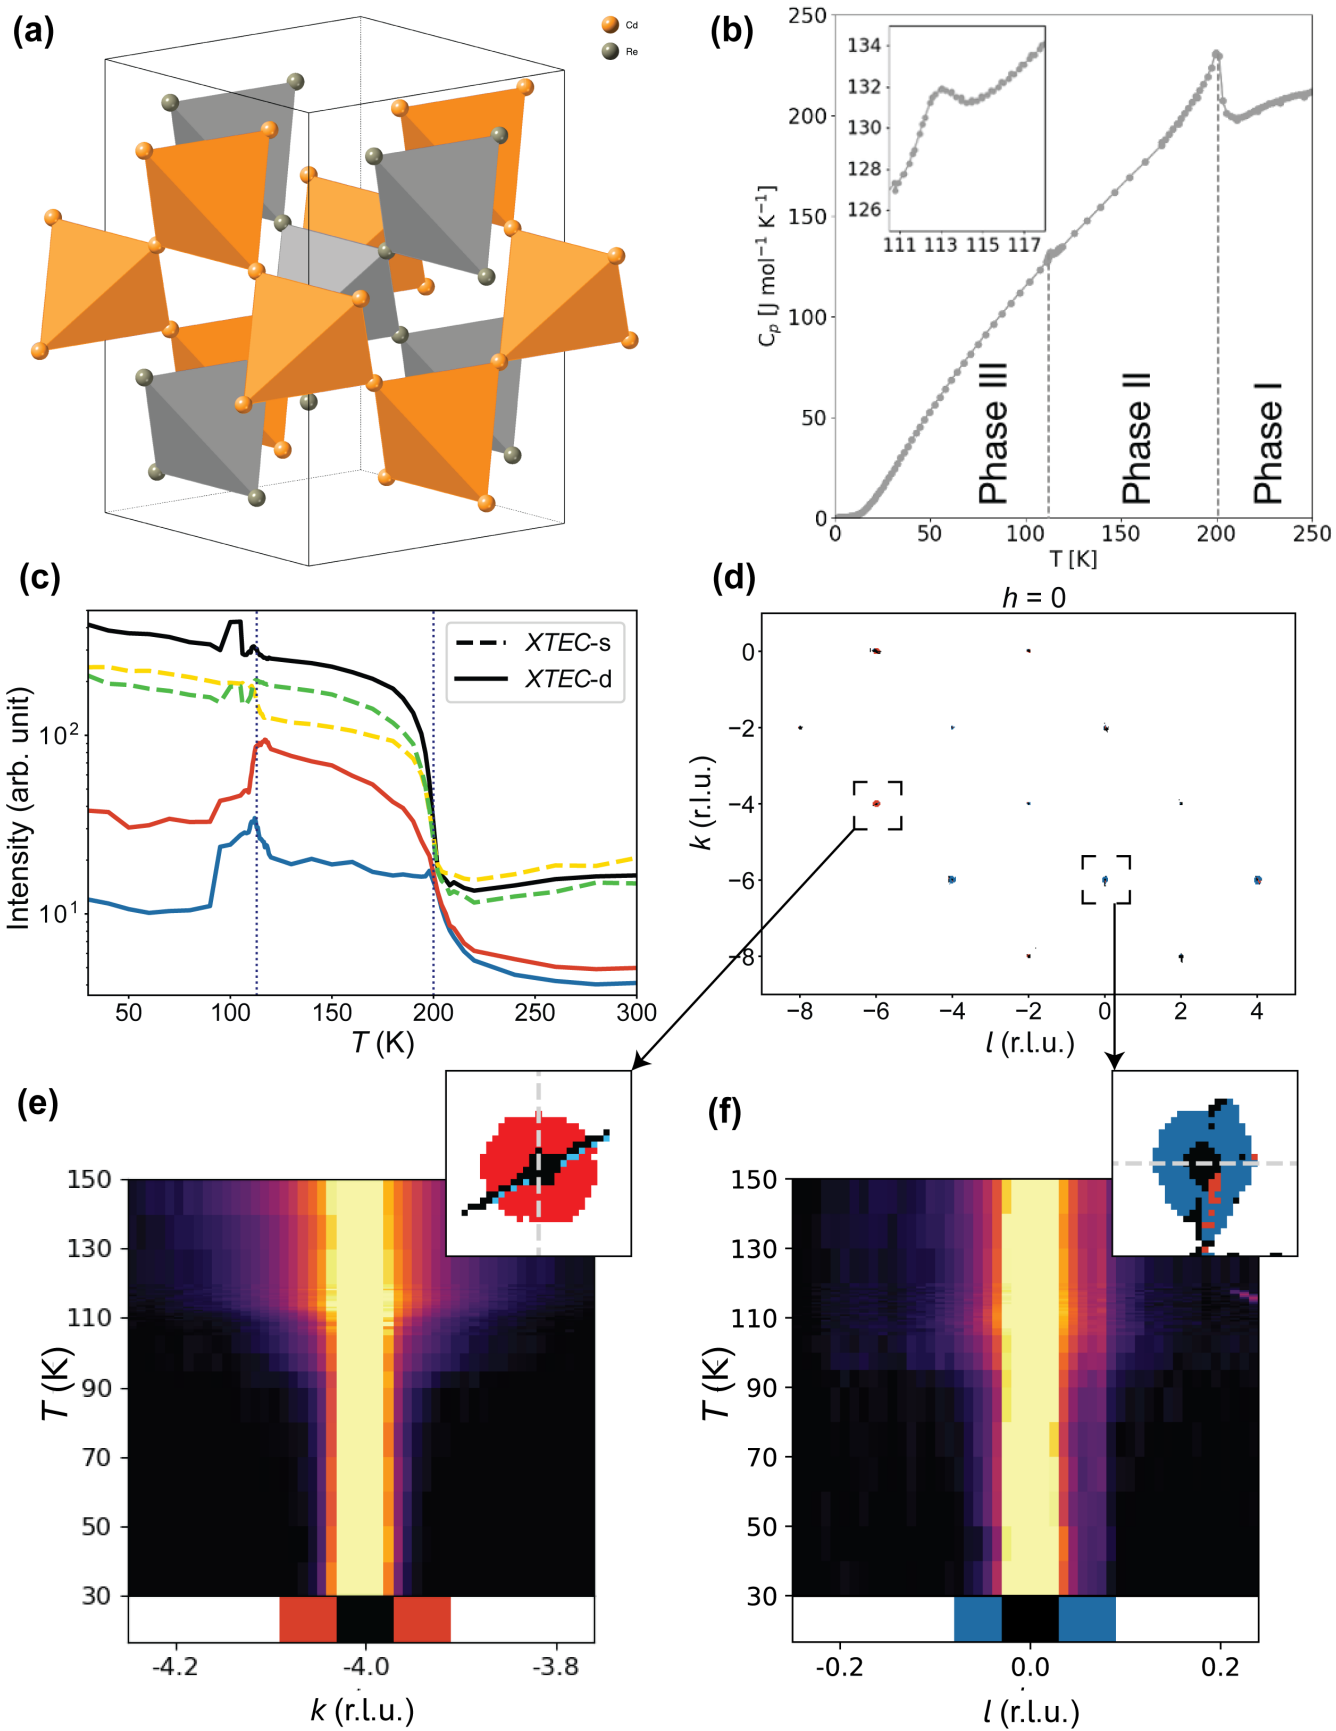 (a)
Cd
Re
(b)
250
200
150
100
50
0
0
50
100
150
200
250
C_p [J mol⁻¹ K⁻¹]
T [K]
134
132
130
128
126
111
113
115
117
Phase III
Phase II
Phase I
(c)
XTEC-s
XTEC-d
10²
10¹
Intensity (arb. unit)
50
100
150
200
250
300
T (K)
(d)
h = 0
0
−2
−4
−6
−8
k (r.l.u.)
−8
−6
−4
−2
0
2
4
l (r.l.u.)
(e)
150
130
110
90
70
50
30
T (K)
-4.2
-4.0
-3.8
k (r.l.u.)
(f)
150
130
110
90
70
50
30
T (K)
-0.2
0.0
0.2
l (r.l.u.)